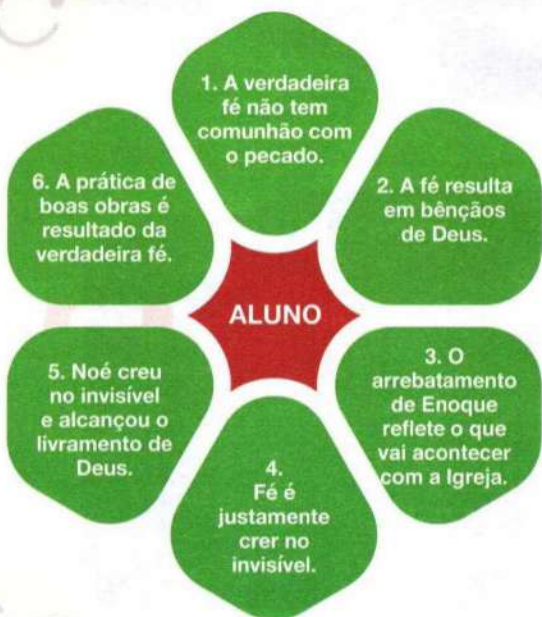 1. A verdadeira
fé não tem
comunhão com
o pecado.
2. A fé resulta
em bênçãos
de Deus.
3. O
arrebatamento
de Enoque
reflete o que
vai acontecer
com a Igreja.
4.
Fé é
justamente
crer no
invisível.
5. Noé creu
no invisível
e alcançou o
livramento de
Deus.
6. A prática de
boas obras é
resultado da
verdadeira fé.
ALUNO